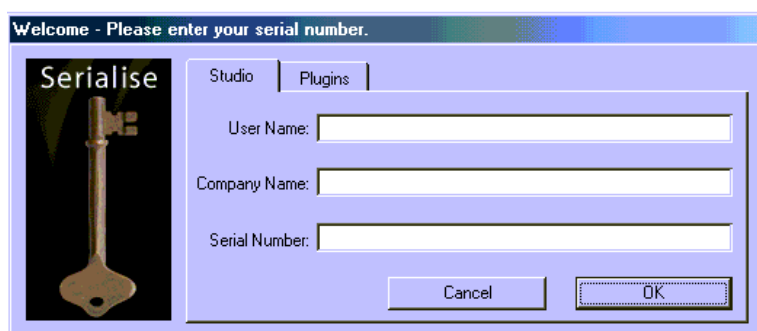 Welcome - Please enter your serial number.
Serialise
Studio
Plugins
User Name:
Company Name:
Serial Number:
Cancel
OK